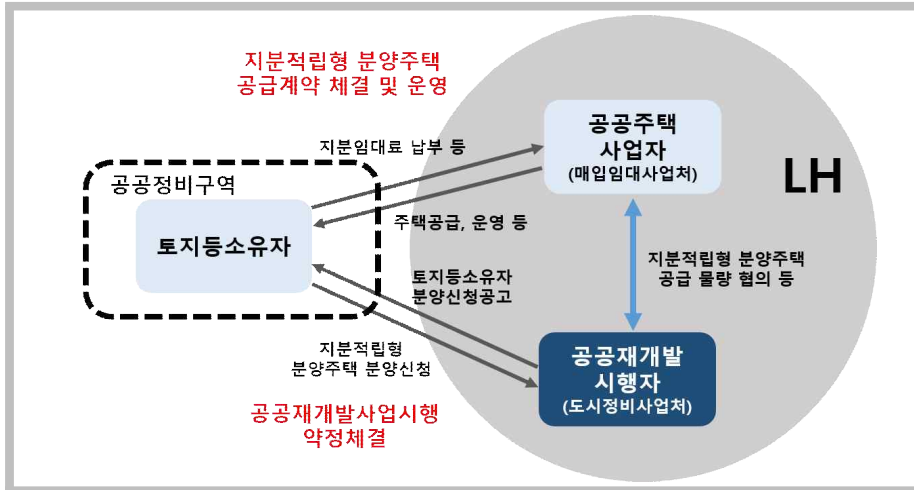 지분적립형 분양주택
공급계약 체결 및 운영
지분임대료 납부 등
공공주택
사업자
(매입임대사업처)
LH
공공정비구역
토지등소유자
주택공급, 운영 등
토지등소유자
분양신청공고
지분적립형 분양주택
공급 물량 협의 등
지분적립형
분양주택 분양신청
공공재개발
시행자
(도시정비사업처)
공공재개발사업시행
약정체결